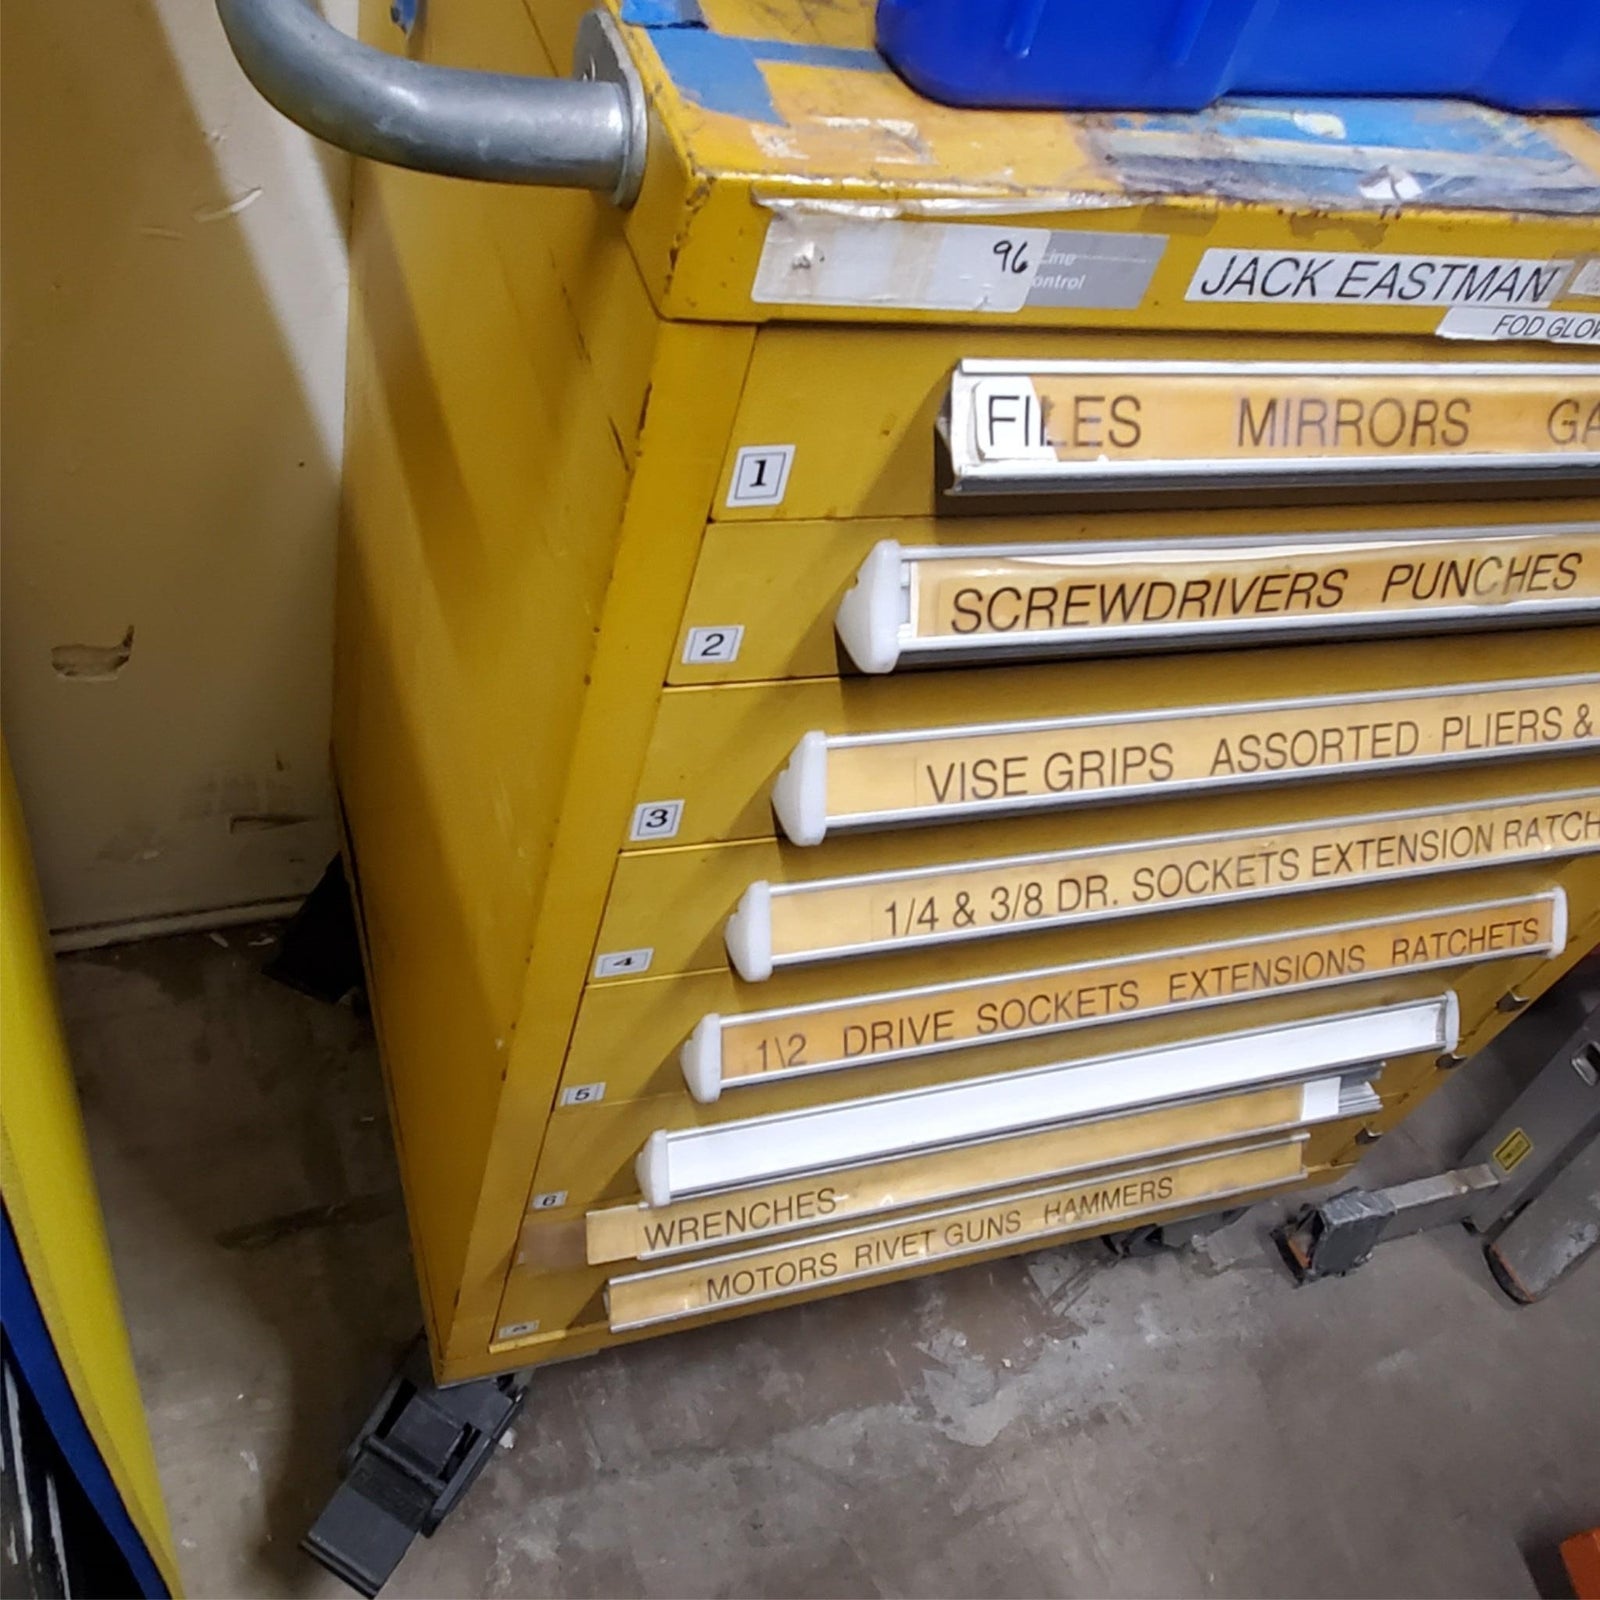 96
Line
ontrol
JACK EASTMAN
FOD GLOV
FILES MIRRORS GA
1
SCREWDRIVERS PUNCHES
2
VISE GRIPS ASSORTED PLIERS &
3
1/4 & 3/8 DR. SOCKETS EXTENSION RATCH
4
1\2 DRIVE SOCKETS EXTENSIONS RATCHETS
5
6
WRENCHES
MOTORS RIVET GUNS HAMMERS